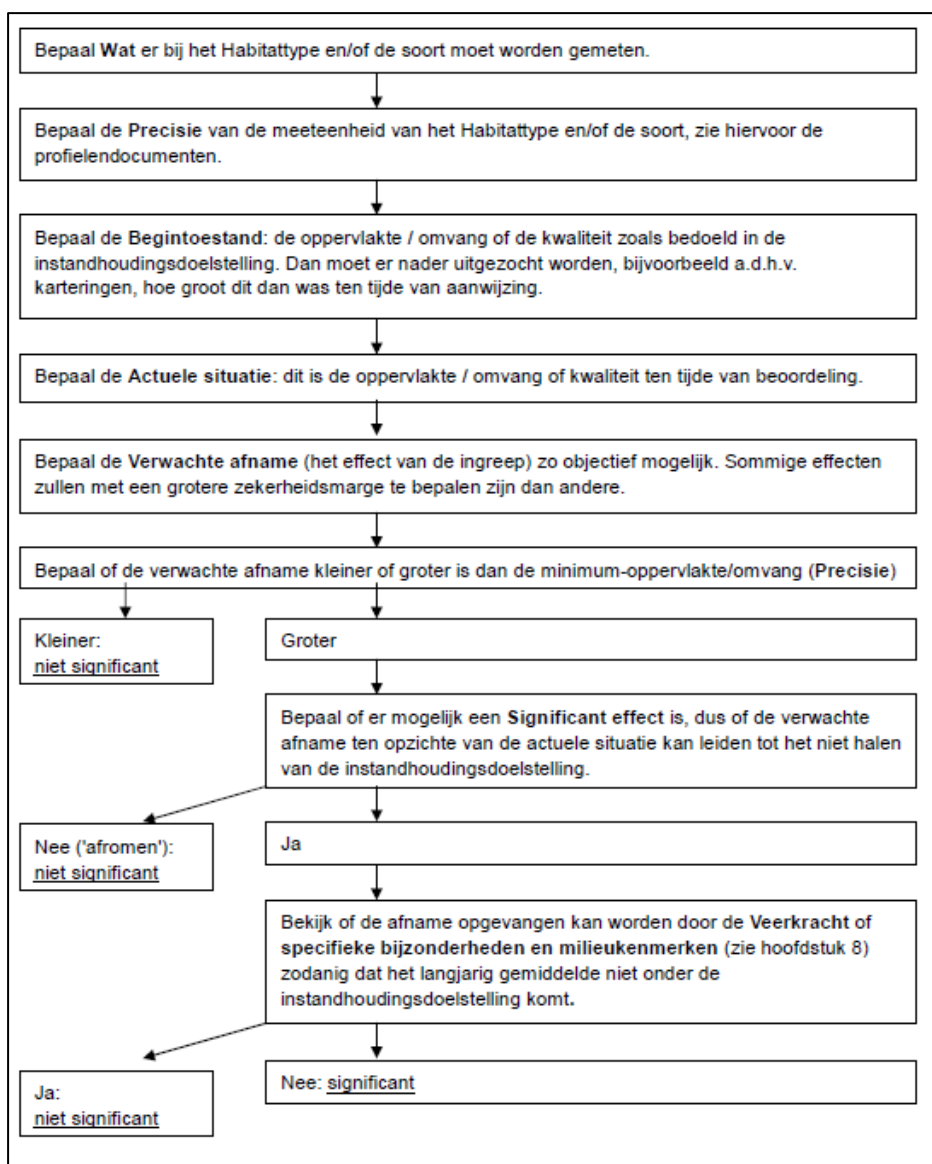 Bepaal Wat er bij het Habitattype en/of de soort moet worden gemeten.
Bepaal de Precisie van de meeteenheid van het Habitattype en/of de soort, zie hiervoor de
profielendocumenten.
Bepaal de Begintoestand: de oppervlakte / omvang of de kwaliteit zoals bedoeld in de
instandhoudingsdoelstelling. Dan moet er nader uitgezocht worden, bijvoorbeeld a.d.h.v.
karteringen, hoe groot dit dan was ten tijde van aanwijzing.
Bepaal de Actuele situatie: dit is de oppervlakte / omvang of kwaliteit ten tijde van beoordeling.
Bepaal de Verwachte afname (het effect van de ingreep) zo objectief mogelijk. Sommige effecten
zullen met een grotere zekerheidsmarge te bepalen zijn dan andere.
Bepaal of de verwachte afname kleiner of groter is dan de minimum-oppervlakte/omvang (Precisie)
Kleiner:
niet significant
Groter
Bepaal of er mogelijk een Significant effect is, dus of de verwachte
afname ten opzichte van de actuele situatie kan leiden tot het niet halen
van de instandhoudingsdoelstelling.
Nee ('afromen'):
niet significant
Ja
Bekijk of de afname opgevangen kan worden door de Veerkracht of
specifieke bijzonderheden en milieukenmerken (zie hoofdstuk 8)
zodanig dat het langjarig gemiddelde niet onder de
instandhoudingsdoelstelling komt.
Ja:
niet significant
Nee: significant